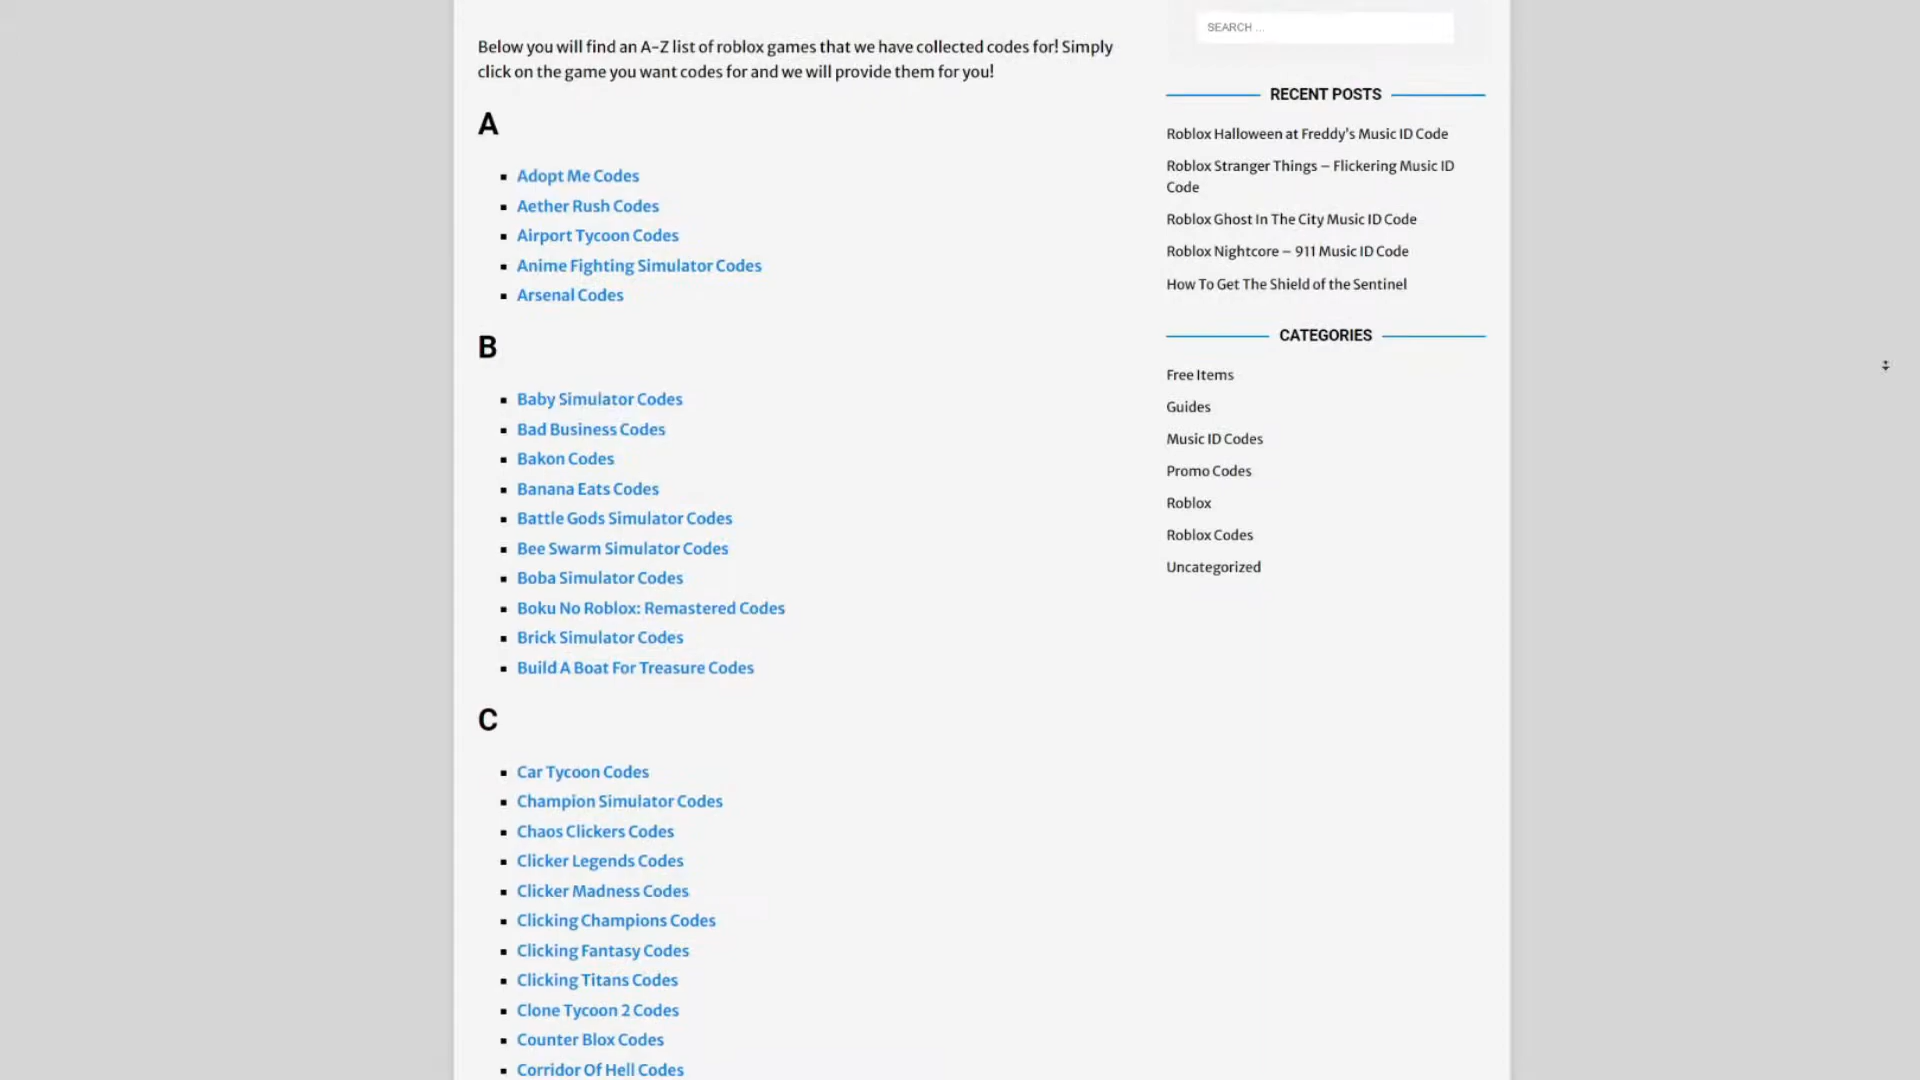 Below you will find an A-Z list of roblox games that we have collected codes for! Simply
click on the game you want codes for and we will provide them for you!
A
Adopt Me Codes
Aether Rush Codes
Airport Tycoon Codes
Anime Fighting Simulator Codes
Arsenal Codes
B
Baby Simulator Codes
Bad Business Codes
Bakon Codes
Banana Eats Codes
Battle Gods Simulator Codes
Bee Swarm Simulator Codes
Boba Simulator Codes
Boku No Roblox: Remastered Codes
Brick Simulator Codes
Build A Boat For Treasure Codes
C
Car Tycoon Codes
Champion Simulator Codes
Chaos Clickers Codes
Clicker Legends Codes
Clicker Madness Codes
Clicking Champions Codes
Clicking Fantasy Codes
Clicking Titans Codes
Clone Tycoon 2 Codes
Counter Blox Codes
Corridor Of Hell Codes
SEARCH ...
RECENT POSTS
Roblox Halloween at Freddy's Music ID Code
Roblox Stranger Things – Flickering Music ID
Code
Roblox Ghost In The City Music ID Code
Roblox Nightcore – 911 Music ID Code
How To Get The Shield of the Sentinel
CATEGORIES
Free Items
Guides
Music ID Codes
Promo Codes
Roblox
Roblox Codes
Uncategorized